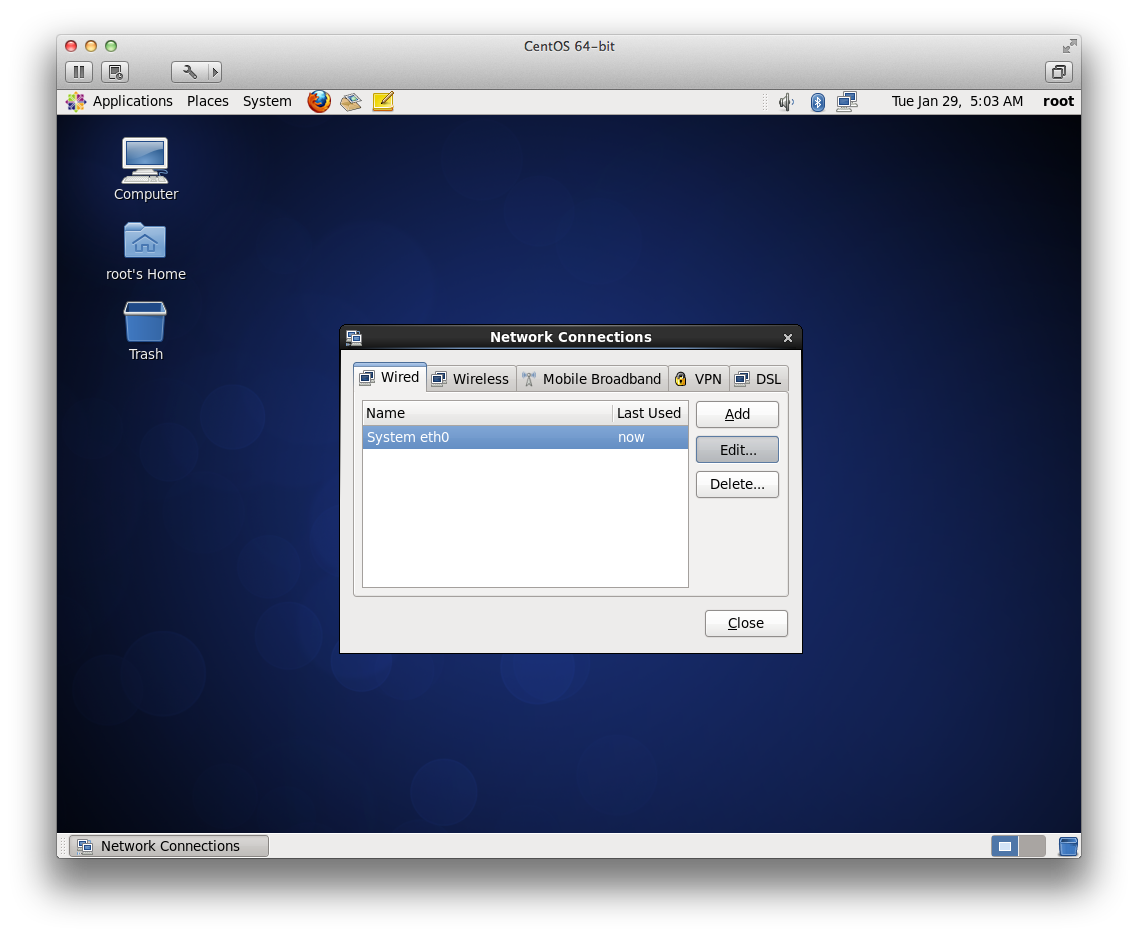 CentOS 64-bit
Applications Places System Tue Jan 29, 5:03 AM root
Computer
root's Home
Trash
Network Connections
Wired Wireless Mobile Broadband VPN DSL
Name Last Used Add
System eth0 now Edit...
Delete...
Close
Network Connections